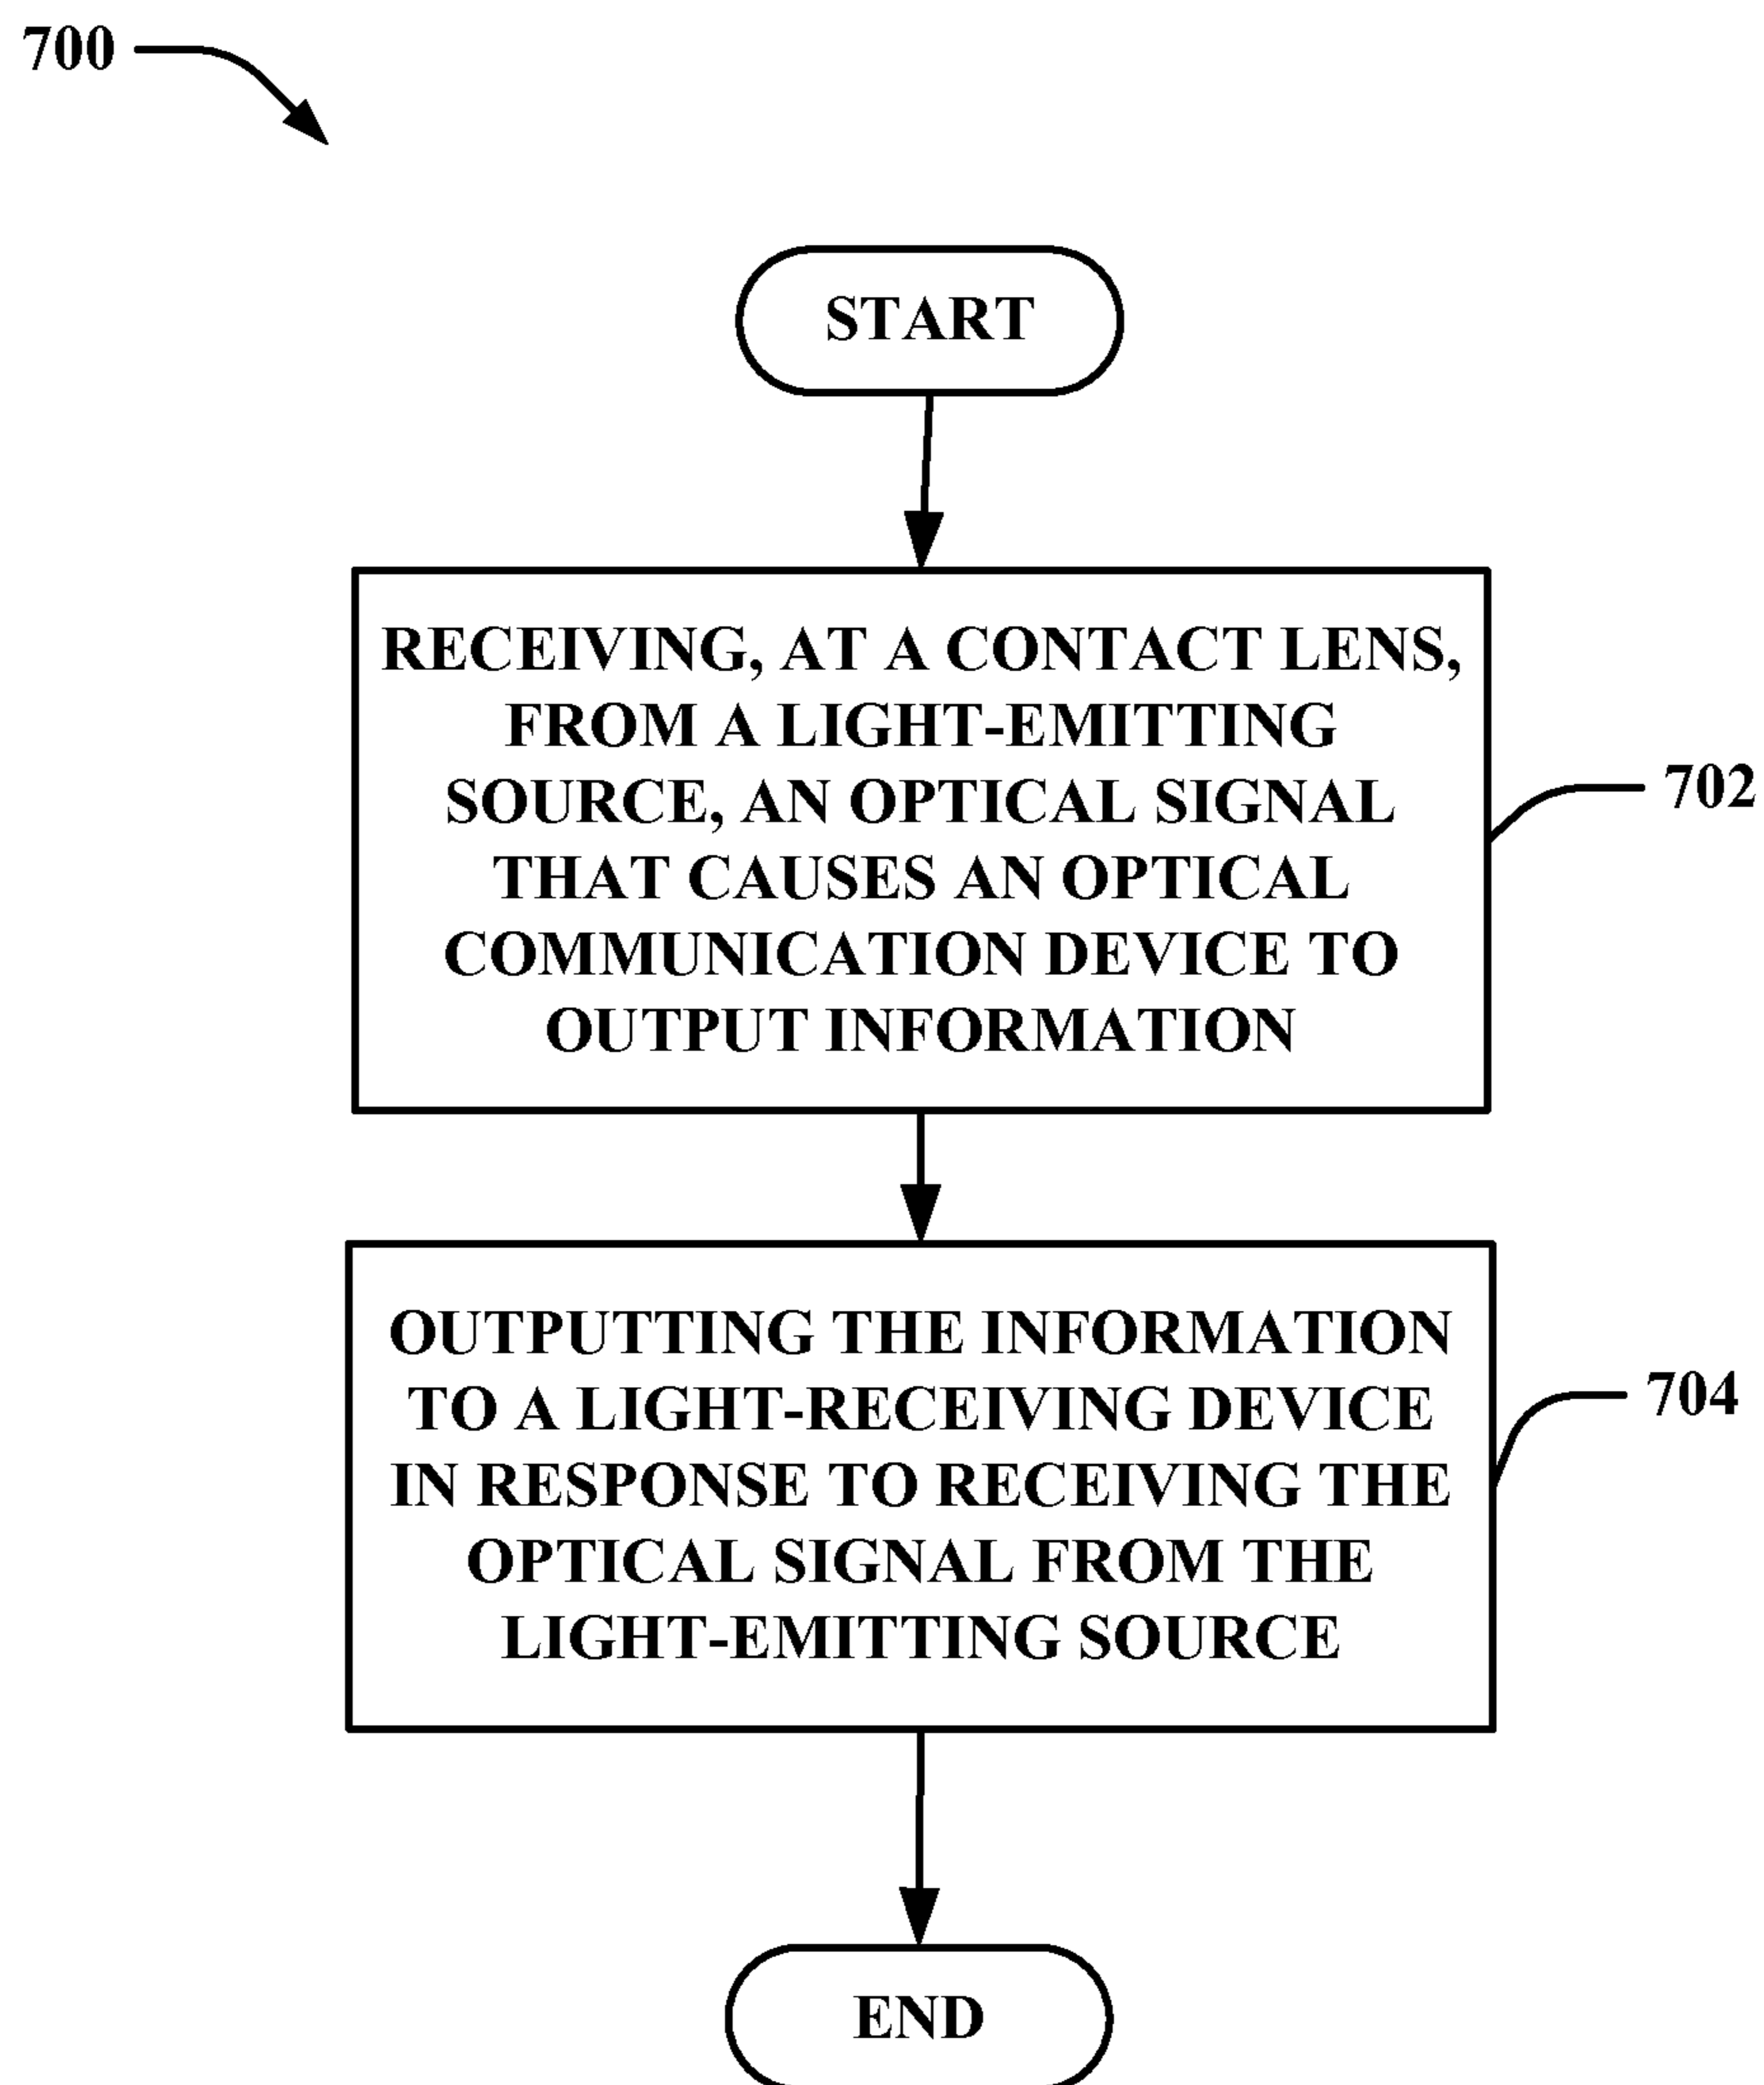 700
START
RECEIVING, AT A CONTACT LENS,
FROM A LIGHT-EMITTING
SOURCE, AN OPTICAL SIGNAL
THAT CAUSES AN OPTICAL
COMMUNICATION DEVICE TO
OUTPUT INFORMATION
702
OUTPUTTING THE INFORMATION
TO A LIGHT-RECEIVING DEVICE
IN RESPONSE TO RECEIVING THE
OPTICAL SIGNAL FROM THE
LIGHT-EMITTING SOURCE
704
END